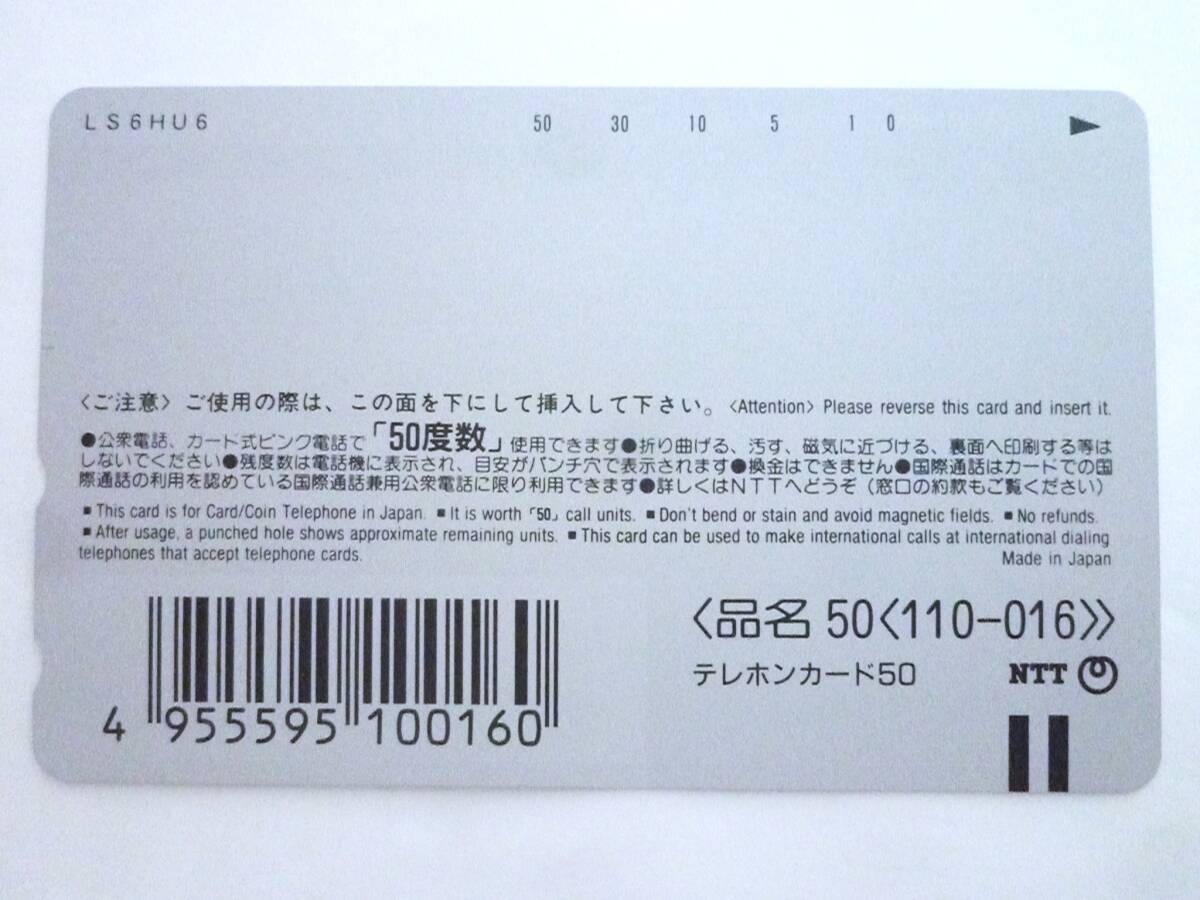 LS6HU6 50 30 10 5 1 0
〈ご注意〉ご使用の際は、この面を下にして挿入して下さい。〈Attention〉Please reverse this card and insert it.
●公衆電話、カード式ピンク電話で「50度数」使用できます●折り曲げる、汚す、磁気に近づける、裏面へ印刷する等は
しないでください●残度数は電話機に表示され、目安がパンチ穴で表示されます●換金はできません●国際通話はカードでの国
際通話の利用を認めている国際通話兼用公衆電話に限り利用できます●詳しくはNTTへどうぞ（窓口の約款もご覧ください）
■This card is for Card/Coin Telephone in Japan. ■It is worth「50」call units. ■Don't bend or stain and avoid magnetic fields. ■No refunds.
■After usage, a punched hole shows approximate remaining units. ■This card can be used to make international calls at international dialing
telephones that accept telephone cards. Made in Japan
〈品名 50〈110-016〉〉
テレホンカード50 NTT
4 955595 100160